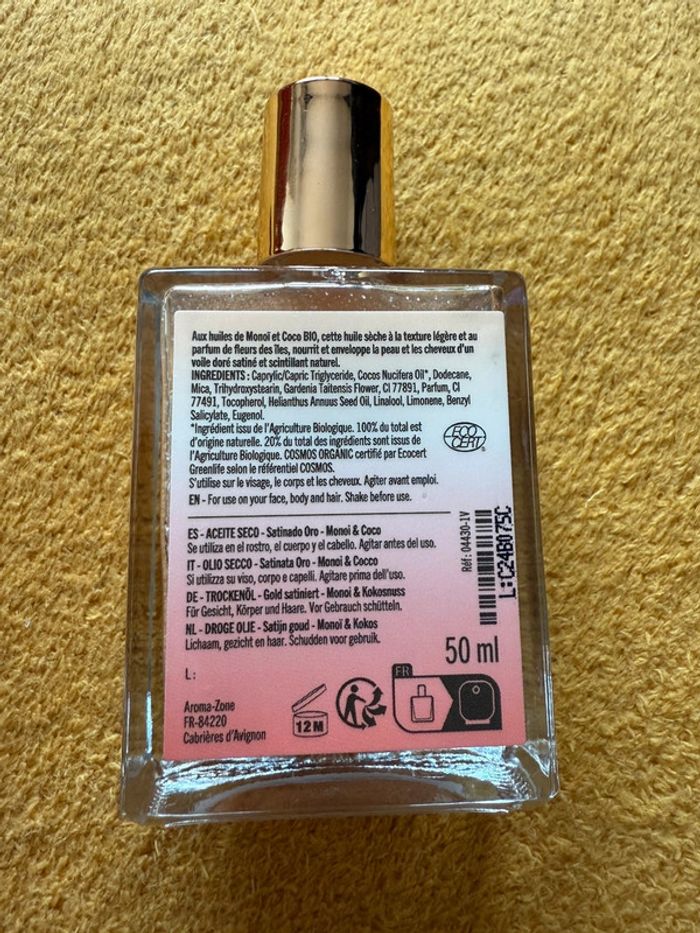 Aux huiles de Monoï et Coco BIO, cette huile sèche à la texture légère et au
parfum de fleurs des îles, nourrit et enveloppe la peau et les cheveux d'un
voile doré satiné et scintillant naturel.
INGREDIENTS : Caprylic/Capric Triglyceride, Cocos Nucifera Oil*, Dodecane,
Mica, Trihydroxystearin, Gardenia Taitensis Flower, CI 77891, Parfum, CI
77491, Tocopherol, Helianthus Annuus Seed Oil, Linalool, Limonene, Benzyl
Salicylate, Eugenol.
*Ingrédient issu de l'Agriculture Biologique. 100% du total est
d'origine naturelle. 20% du total des ingrédients sont issus de
l'Agriculture Biologique. COSMOS ORGANIC certifié par Ecocert
Greenlife selon le référentiel COSMOS.
S'utilise sur le visage, le corps et les cheveux. Agiter avant emploi.
EN - For use on your face, body and hair. Shake before use.
ECO
CERT
ES - ACEITE SECO - Satinado Oro - Monoi & Coco
Se utiliza en el rostro, el cuerpo y el cabello. Agitar antes del uso.
IT - OLIO SECCO - Satinata Oro - Monoi & Cocco
Si utilizza su viso, corpo e capelli. Agitare prima dell'uso.
DE - TROCKENÖL - Gold satiniert - Monoi & Kokosnuss
Für Gesicht, Körper und Haare. Vor Gebrauch schütteln.
NL - DROGE OLIE - Satijn goud - Monoï & Kokos
Lichaam, gezicht en haar. Schudden voor gebruik.
Réf : 04430-1V
L:C24B075C
50 ml
L :
Aroma-Zone
FR-84220
Cabrières d'Avignon
12 M
FR